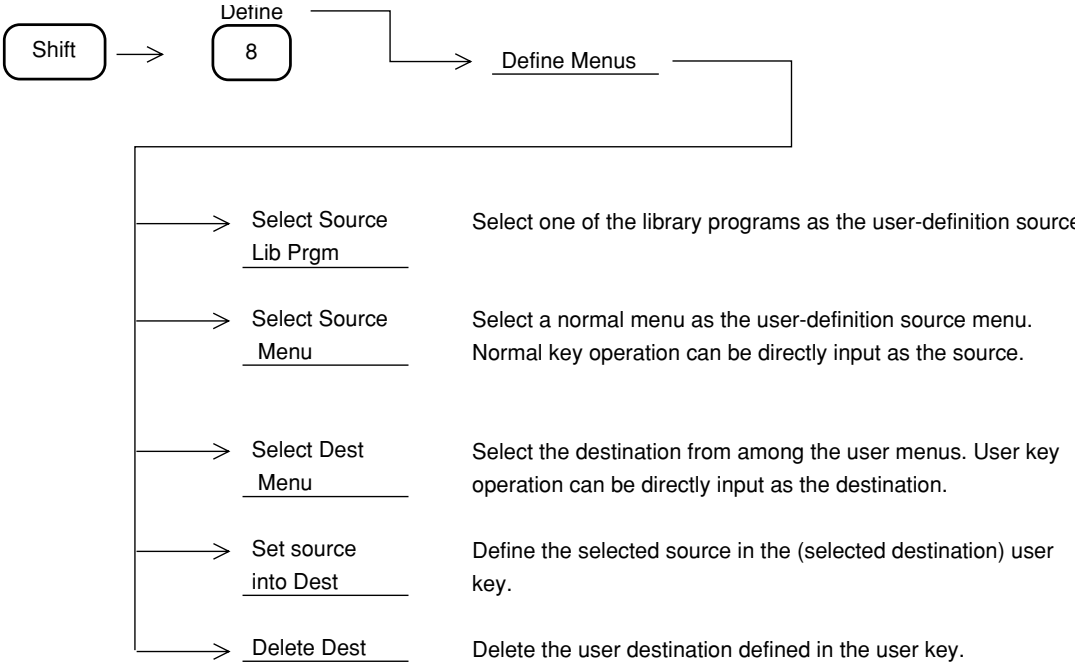 Define
Shift
8
Define Menus
Select Source
Lib Prgm
Select one of the library programs as the user-definition source
Select Source
Menu
Select a normal menu as the user-definition source menu.
Normal key operation can be directly input as the source.
Select Dest
Menu
Select the destination from among the user menus. User key
operation can be directly input as the destination.
Set source
into Dest
Define the selected source in the (selected destination) user
key.
Delete Dest
Delete the user destination defined in the user key.